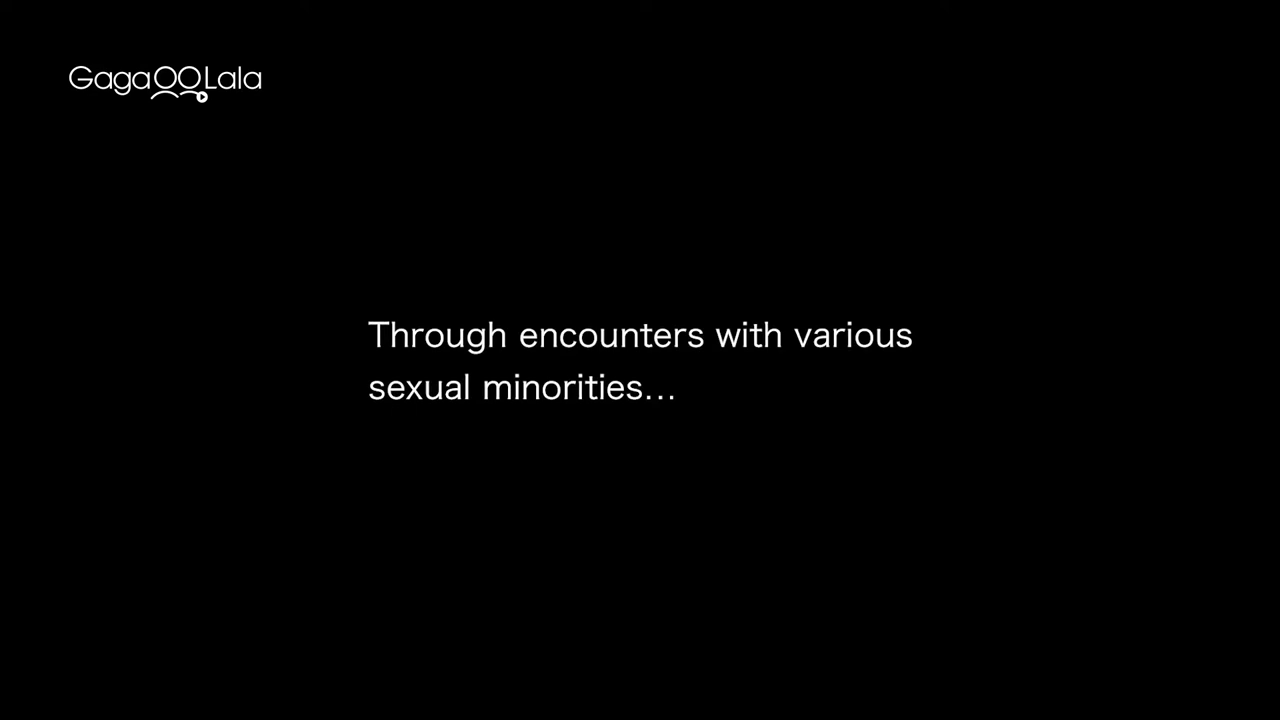 GagaOOLala
Through encounters with various
sexual minorities…